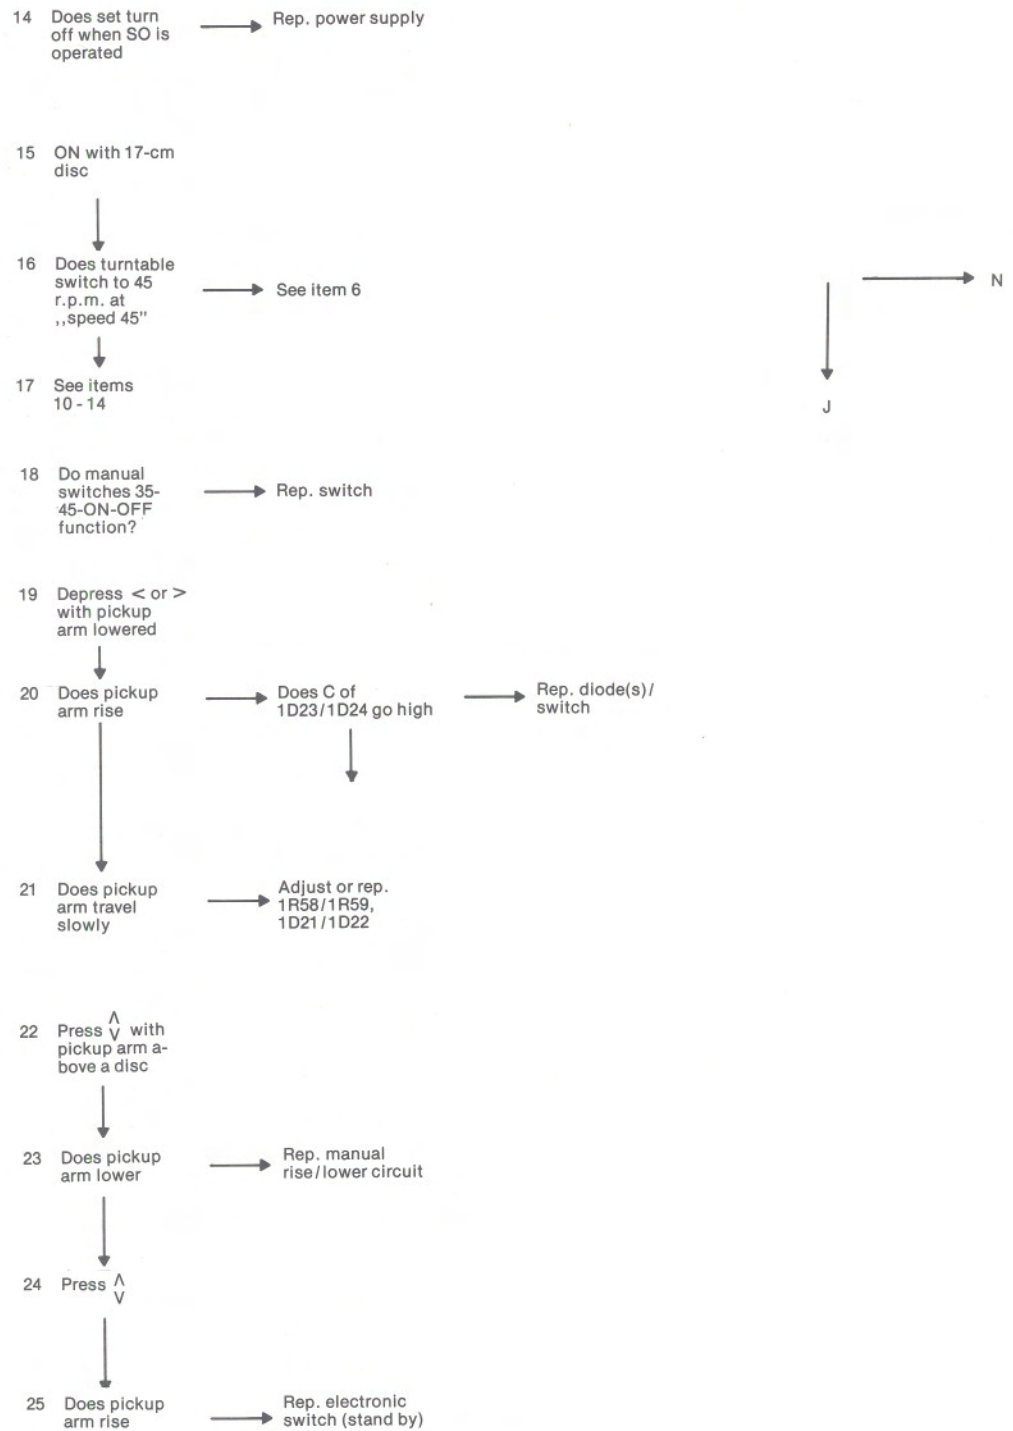 14 Does set turn
off when SO is
operated
Rep. power supply
15 ON with 17-cm
disc
16 Does turntable
switch to 45
r.p.m. at
,,speed 45"
See item 6
N
J
17 See items
10 - 14
18 Do manual
switches 35-
45-ON-OFF
function?
Rep. switch
19 Depress < or >
with pickup
arm lowered
20 Does pickup
arm rise
Does C of
1D23/1D24 go high
Rep. diode(s)/
switch
21 Does pickup
arm travel
slowly
Adjust or rep.
1R58/1R59,
1D21/1D22
22 Press ∧∨ with
pickup arm a-
bove a disc
23 Does pickup
arm lower
Rep. manual
rise/lower circuit
24 Press ∧∨
25 Does pickup
arm rise
Rep. electronic
switch (stand by)